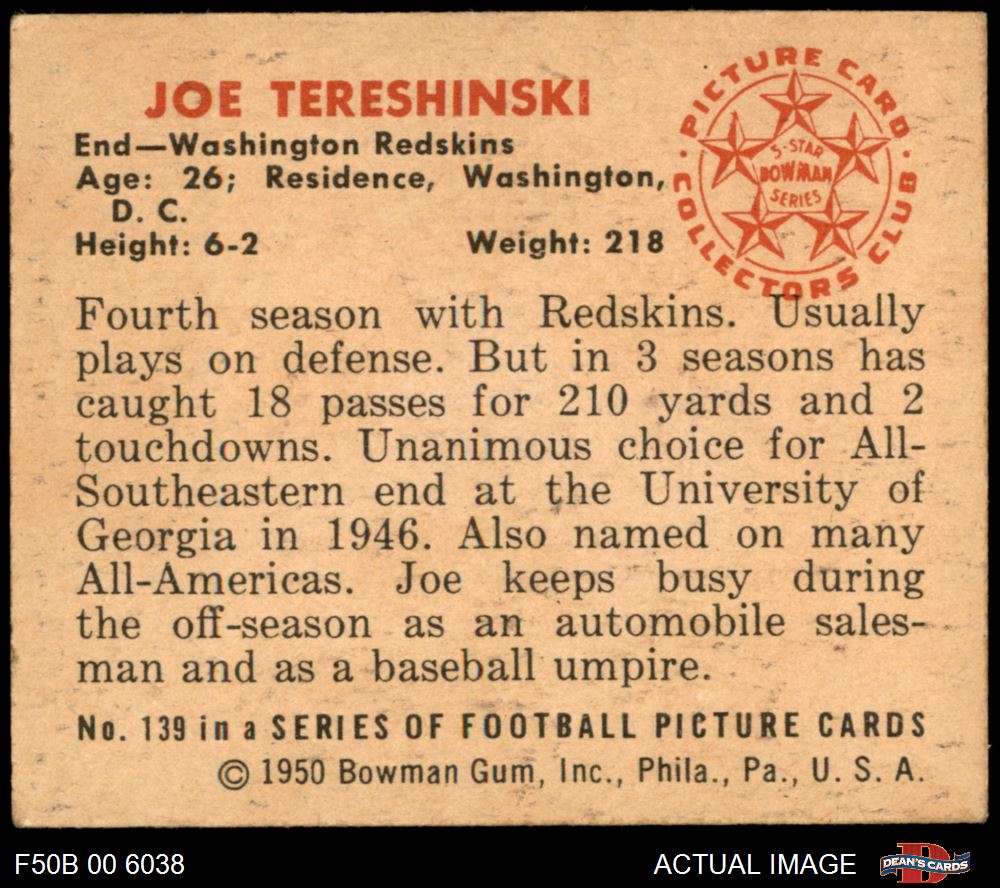 JOE TERESHINSKI
End—Washington Redskins
Age: 26; Residence, Washington,
D. C.
Height: 6-2 Weight: 218
PICTURE CARD
COLLECTORS CLUB
5-STAR
BOWMAN
SERIES
Fourth season with Redskins. Usually
plays on defense. But in 3 seasons has
caught 18 passes for 210 yards and 2
touchdowns. Unanimous choice for All-
Southeastern end at the University of
Georgia in 1946. Also named on many
All-Americas. Joe keeps busy during
the off-season as an automobile sales-
man and as a baseball umpire.
No. 139 in a SERIES OF FOOTBALL PICTURE CARDS
© 1950 Bowman Gum, Inc., Phila., Pa., U. S. A.
F50B 00 6038
ACTUAL IMAGE
D
DEAN'S CARDS